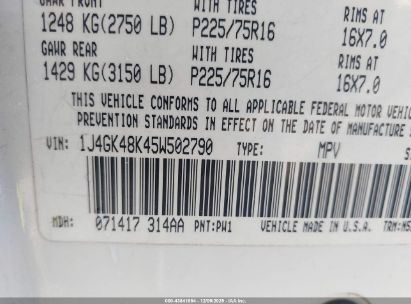 GAWR FRONT WITH TIRES RIMS AT
1248 KG(2750 LB) P225/75R16 16X7.0
GAWR REAR WITH TIRES RIMS AT
1429 KG(3150 LB) P225/75R16 16X7.0
THIS VEHICLE CONFORMS TO ALL APPLICABLE FEDERAL MOTOR VEHIC
PREVENTION STANDARDS IN EFFECT ON THE DATE OF MANUFACTURE
VIN: 1J4GK48K45W502790 TYPE: MPV
MDH: 071417 314AA PNT:PW1 VEHICLE MADE IN U.S.A. TRM: